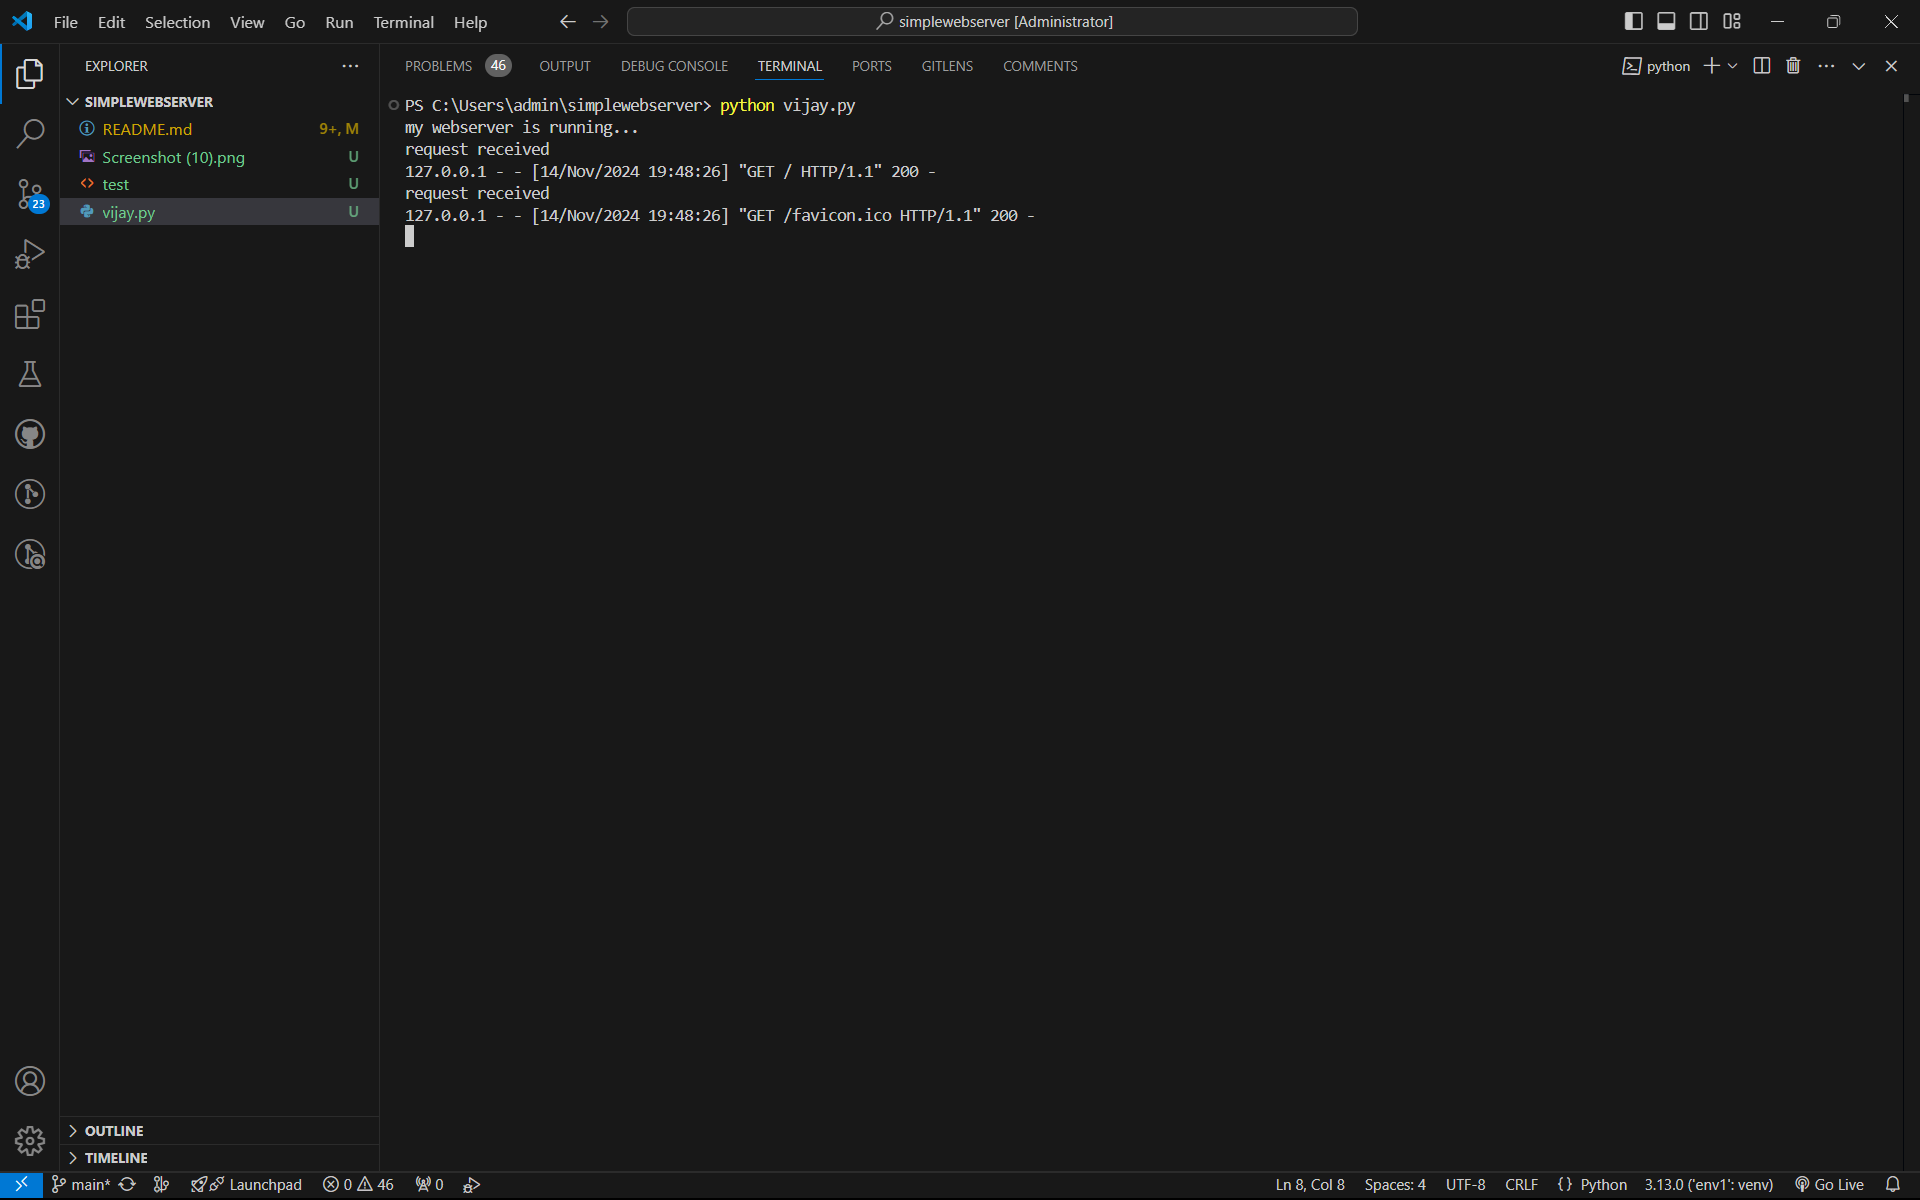 File Edit Selection View Go Run Terminal Help
simplewebserver [Administrator]
EXPLORER
SIMPLEWEBSERVER
README.md 9+, M
Screenshot (10).png U
test U
vijay.py U
23
PROBLEMS 46 OUTPUT DEBUG CONSOLE TERMINAL PORTS GITLENS COMMENTS
python
PS C:\Users\admin\simplewebserver> python vijay.py
my webserver is running...
request received
127.0.0.1 - - [14/Nov/2024 19:48:26] "GET / HTTP/1.1" 200 -
request received
127.0.0.1 - - [14/Nov/2024 19:48:26] "GET /favicon.ico HTTP/1.1" 200 -
OUTLINE
TIMELINE
main* Launchpad 0 46 0 Ln 8, Col 8 Spaces: 4 UTF-8 CRLF {} Python 3.13.0 ('env1': venv) Go Live